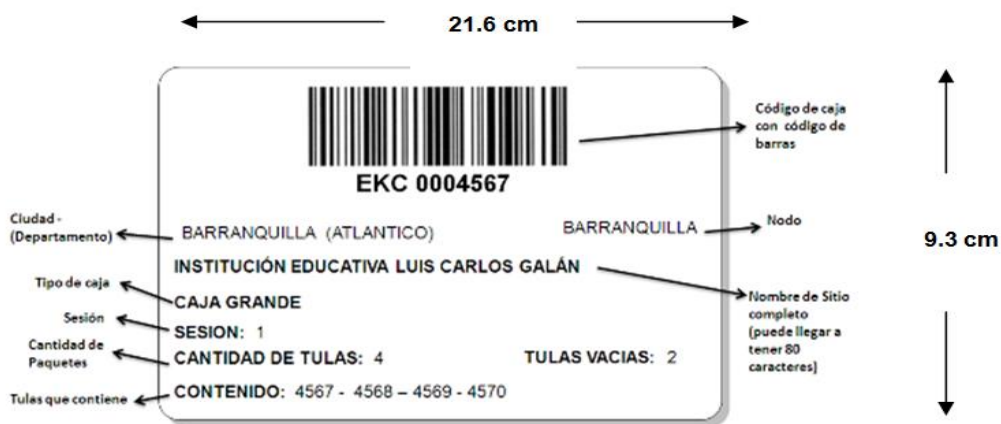 21.6 cm
Código de caja
con código de
barras
EKC 0004567
Ciudad -
(Departamento)
BARRANQUILLA (ATLANTICO)
BARRANQUILLA
Nodo
9.3 cm
INSTITUCIÓN EDUCATIVA LUIS CARLOS GALÁN
Tipo de caja
CAJA GRANDE
Nombre de Sitio
completo
(puede llegar a
tener 80
caracteres)
Sesión
SESION: 1
Cantidad de
Paquetes
CANTIDAD DE TULAS: 4
TULAS VACIAS: 2
Tulas que contiene
CONTENIDO: 4567 - 4568 – 4569 - 4570